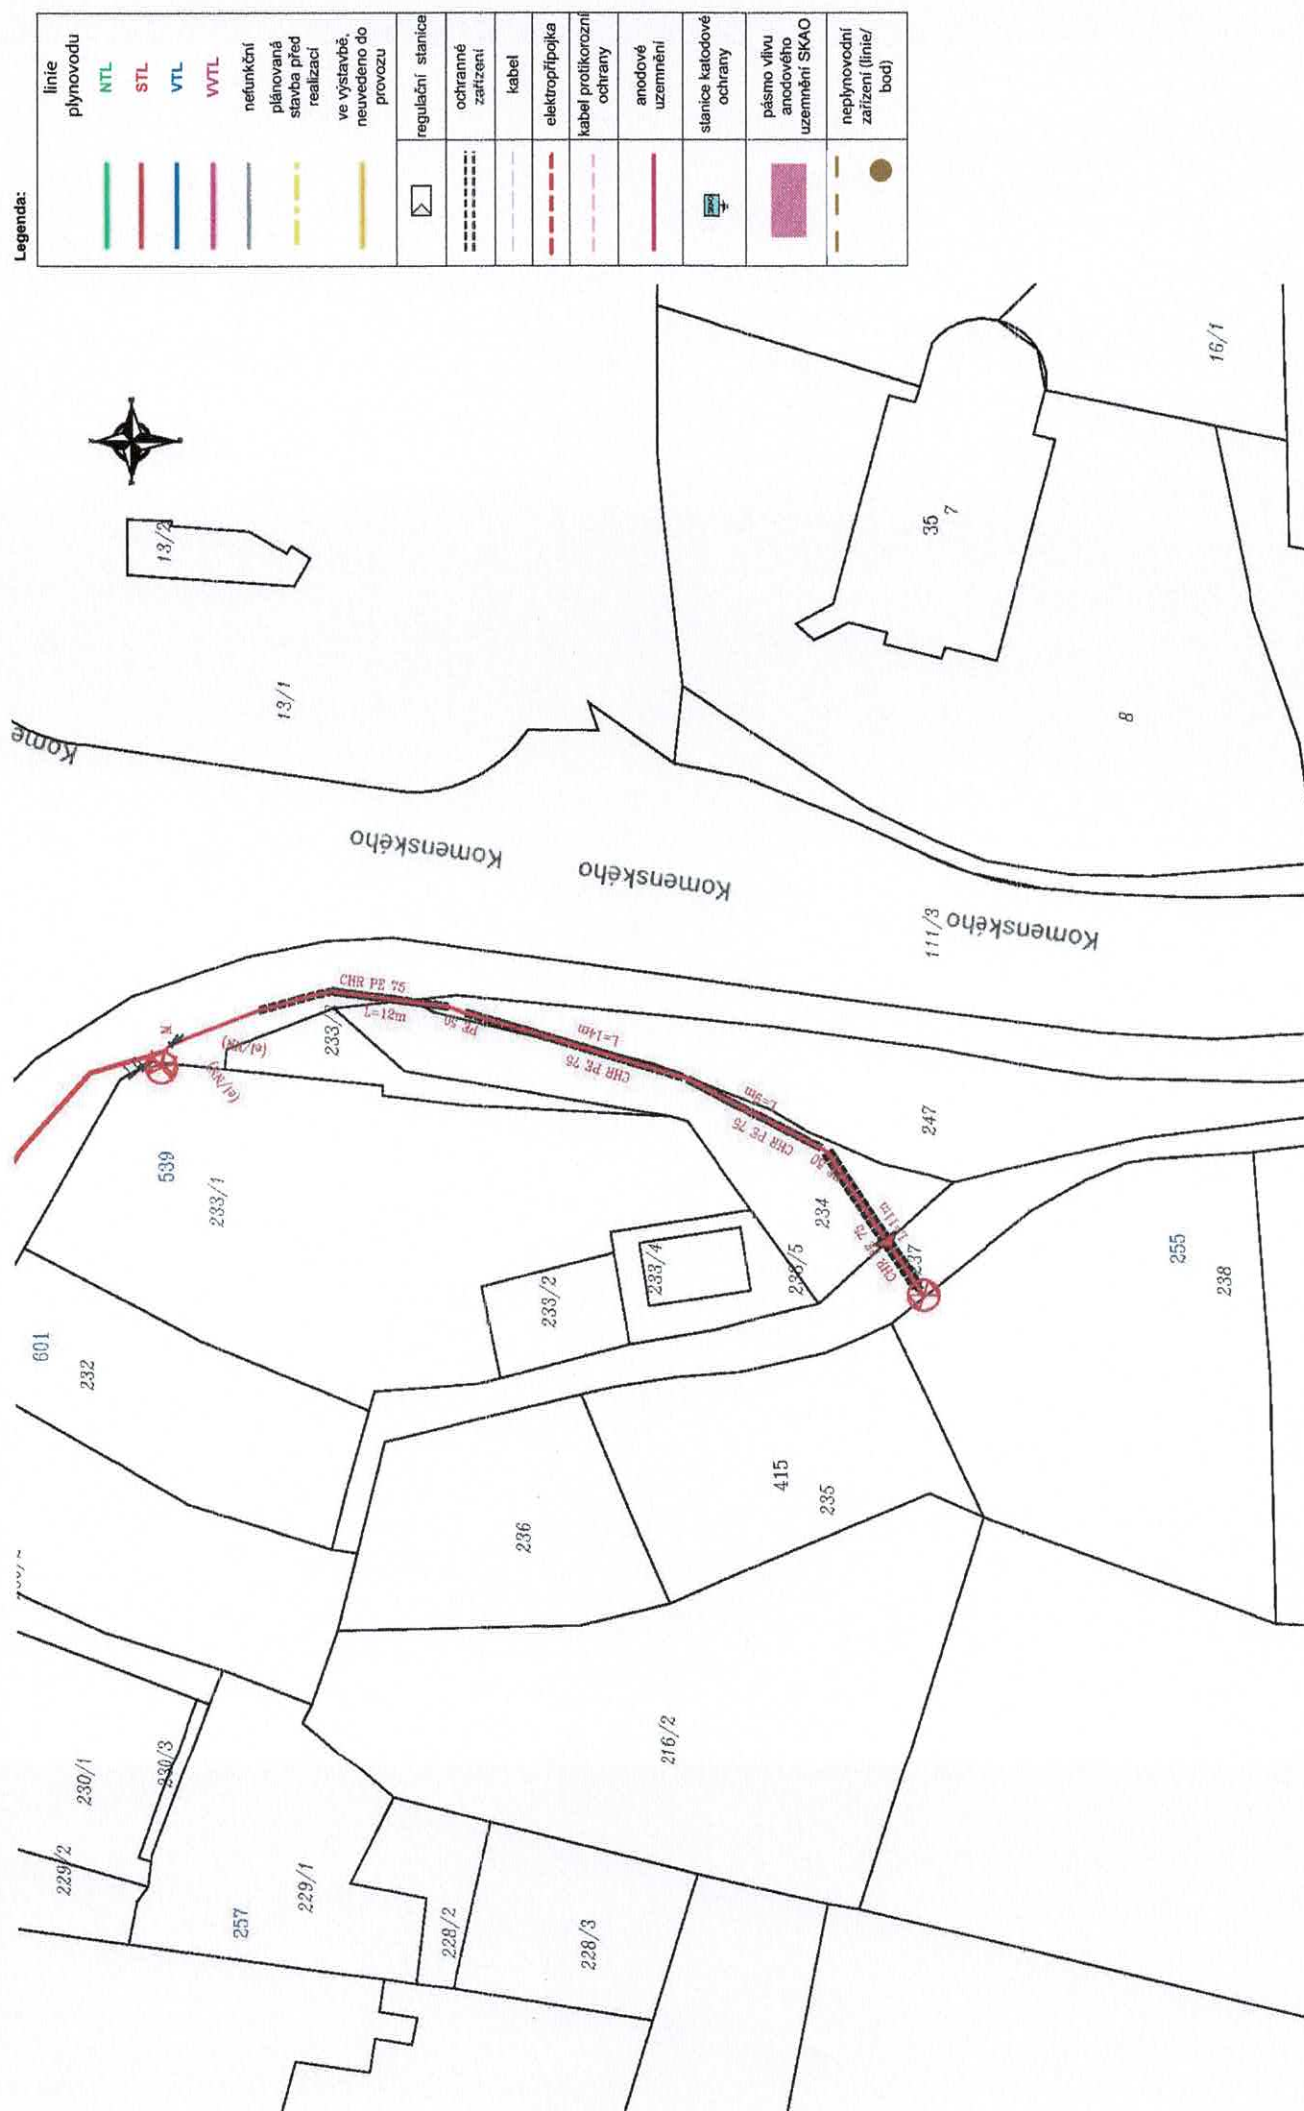 Legenda:
linie
plynovodu
NTL
STL
VTL
VVTL
nefunkční
plánovaná
stavba před
realizací
ve výstavbě,
neuvedeno do
provozu
regulační stanice
ochranné
zařízení
kabel
elektropřípojka
kabel protikorozní
ochrany
anodové
uzemnění
stanice katodové
ochrany
pásmo vlivu
anodového
uzemnění SKAO
neplynovodní
zařízení (linie/
bod)
Kome
13/2
13/1
16/1
35
7
8
Komenského
Komenského
Komenského
111/3
CHR PE 75
L=12m
PE 50
L=14m
CHR PE 75
L=9m
CHR PE 75
L=11m
CHR PE 75
539
233/1
234
247
237
233/4
233/2
255
238
601
232
415
235
236
216/2
230/1
230/3
229/2
229/1
257
228/2
228/3